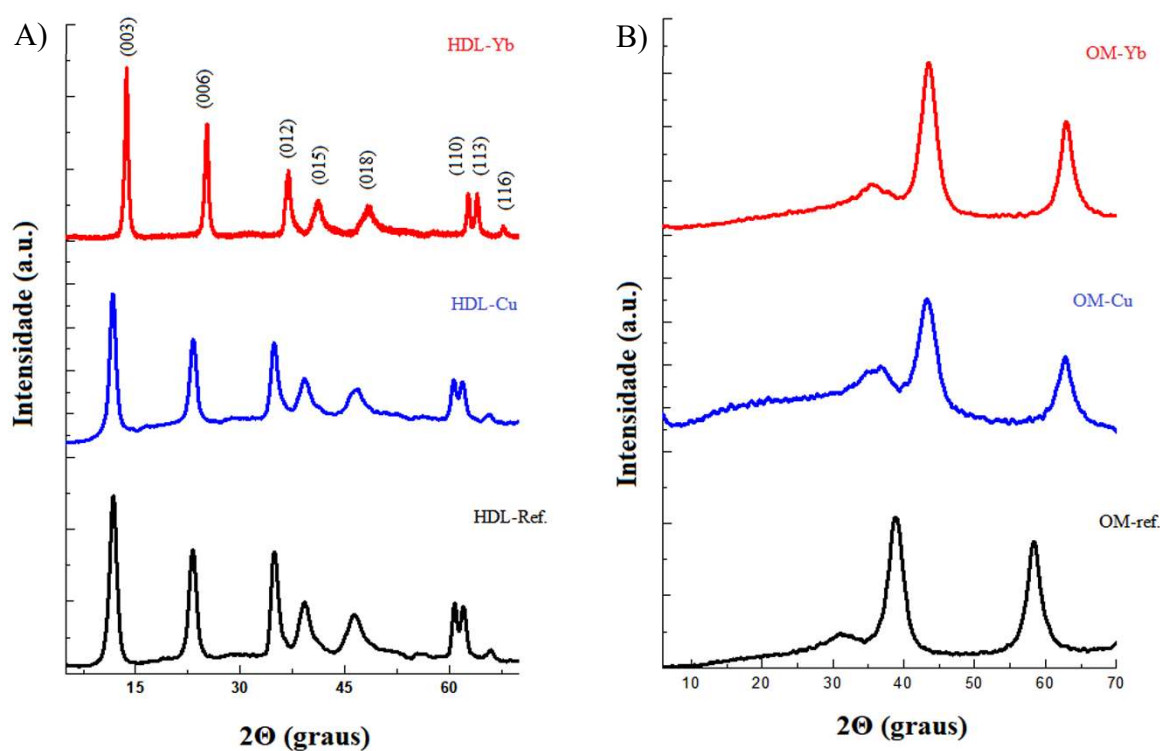 A)
HDL-Yb
(003)
(006)
(012)
(015)
(018)
(110)
(113)
(116)
HDL-Cu
HDL-Ref.
Intensidade (a.u.)
15
30
45
60
2Θ (graus)
B)
OM-Yb
OM-Cu
OM-ref.
Intensidade (a.u.)
10
20
30
40
50
60
70
2Θ (graus)